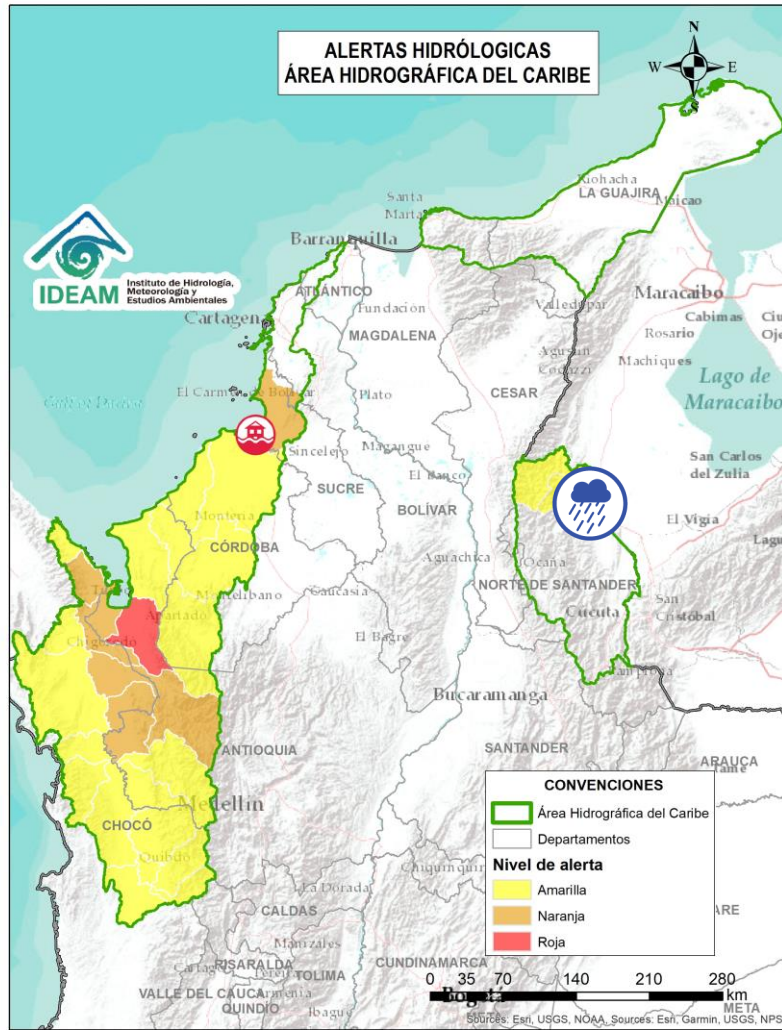 ALERTAS HIDRÓLOGICAS
ÁREA HIDROGRÁFICA DEL CARIBE
N
W
E
S
Riohacha
LA GUAJIRA
Maicao
Santa
Marta
Barranquilla
IDEAM
Instituto de Hidrología,
Meteorología y
Estudios Ambientales
ATLÁNTICO
Cartagena
Fundación
MAGDALENA
Valledupar
Maracaibo
Cabimas
Rosario
Machiques
Agustín
Codazzi
CESAR
Lago de
Maracaibo
El Carmen de Bolívar
Plato
Sincelejo
Magangue
SUCRE
El Banco
BOLÍVAR
San Carlos
del Zulia
El Vigía
Montería
CÓRDOBA
Aguachica
Ocaña
NORTE DE SANTANDER
Cucuta
San
Cristóbal
Montelibano
Caucasia
Apartadó
Chigorodó
El Bagre
Pamplona
Bucaramanga
ANTIOQUIA
SANTANDER
ARAUCA
Medellín
CHOCÓ
Quibdó
CONVENCIONES
Área Hidrográfica del Caribe
Departamentos
Nivel de alerta
Amarilla
Naranja
Roja
La Dorada
CALDAS
Manizales
RISARALDA
Pereira
TOLIMA
CUNDINAMARCA
VALLE DEL CAUCA
Armenia
QUINDÍO
Ibagué
Bogotá
META
0 35 70 140 210 280
km
Sources: Esri, USGS, NOAA, Sources: Esri, Garmin, USGS, NPS